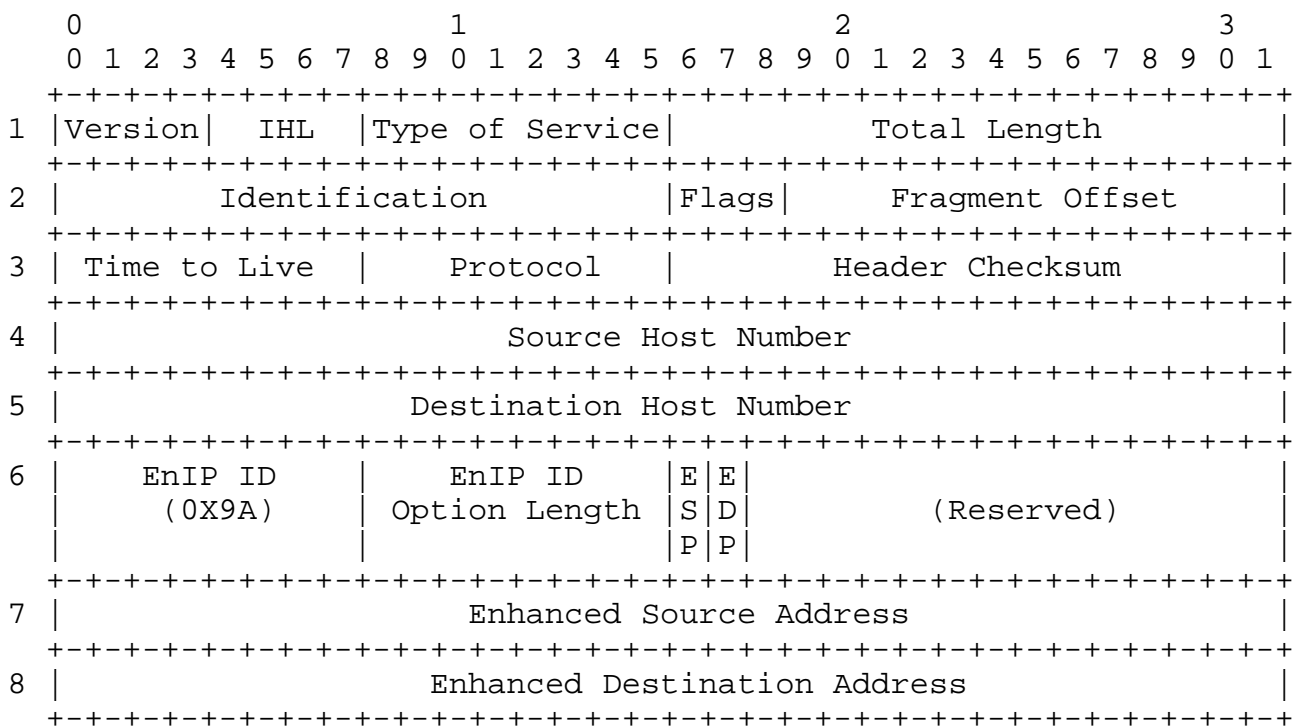 0                   1                   2                   3
    0 1 2 3 4 5 6 7 8 9 0 1 2 3 4 5 6 7 8 9 0 1 2 3 4 5 6 7 8 9 0 1
   +-+-+-+-+-+-+-+-+-+-+-+-+-+-+-+-+-+-+-+-+-+-+-+-+-+-+-+-+-+-+-+-+
1  |Version|  IHL  |Type of Service|          Total Length         |
   +-+-+-+-+-+-+-+-+-+-+-+-+-+-+-+-+-+-+-+-+-+-+-+-+-+-+-+-+-+-+-+-+
2  |        Identification         |Flags|     Fragment Offset     |
   +-+-+-+-+-+-+-+-+-+-+-+-+-+-+-+-+-+-+-+-+-+-+-+-+-+-+-+-+-+-+-+-+
3  | Time to Live  |    Protocol   |        Header Checksum        |
   +-+-+-+-+-+-+-+-+-+-+-+-+-+-+-+-+-+-+-+-+-+-+-+-+-+-+-+-+-+-+-+-+
4  |                       Source Host Number                      |
   +-+-+-+-+-+-+-+-+-+-+-+-+-+-+-+-+-+-+-+-+-+-+-+-+-+-+-+-+-+-+-+-+
5  |                  Destination Host Number                      |
   +-+-+-+-+-+-+-+-+-+-+-+-+-+-+-+-+-+-+-+-+-+-+-+-+-+-+-+-+-+-+-+-+
6  |    EnIP ID    |    EnIP ID    |E|E|                           |
   |     (0X9A)    | Option Length |S|D|         (Reserved)        |
   |               |               |P|P|                           |
   +-+-+-+-+-+-+-+-+-+-+-+-+-+-+-+-+-+-+-+-+-+-+-+-+-+-+-+-+-+-+-+-+
7  |                     Enhanced Source Address                   |
   +-+-+-+-+-+-+-+-+-+-+-+-+-+-+-+-+-+-+-+-+-+-+-+-+-+-+-+-+-+-+-+-+
8  |                   Enhanced Destination Address                |
   +-+-+-+-+-+-+-+-+-+-+-+-+-+-+-+-+-+-+-+-+-+-+-+-+-+-+-+-+-+-+-+-+